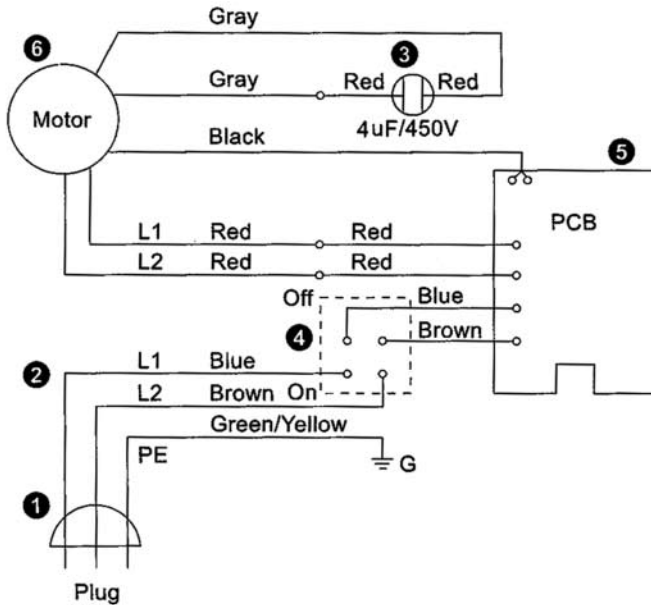 Gray
6
3
Gray Red Red
Motor
4uF/450V
Black
5
PCB
L1 Red Red
L2 Red Red
Off Blue
4 Brown
2 L1 Blue
L2 Brown On
Green/Yellow
PE G
1
Plug